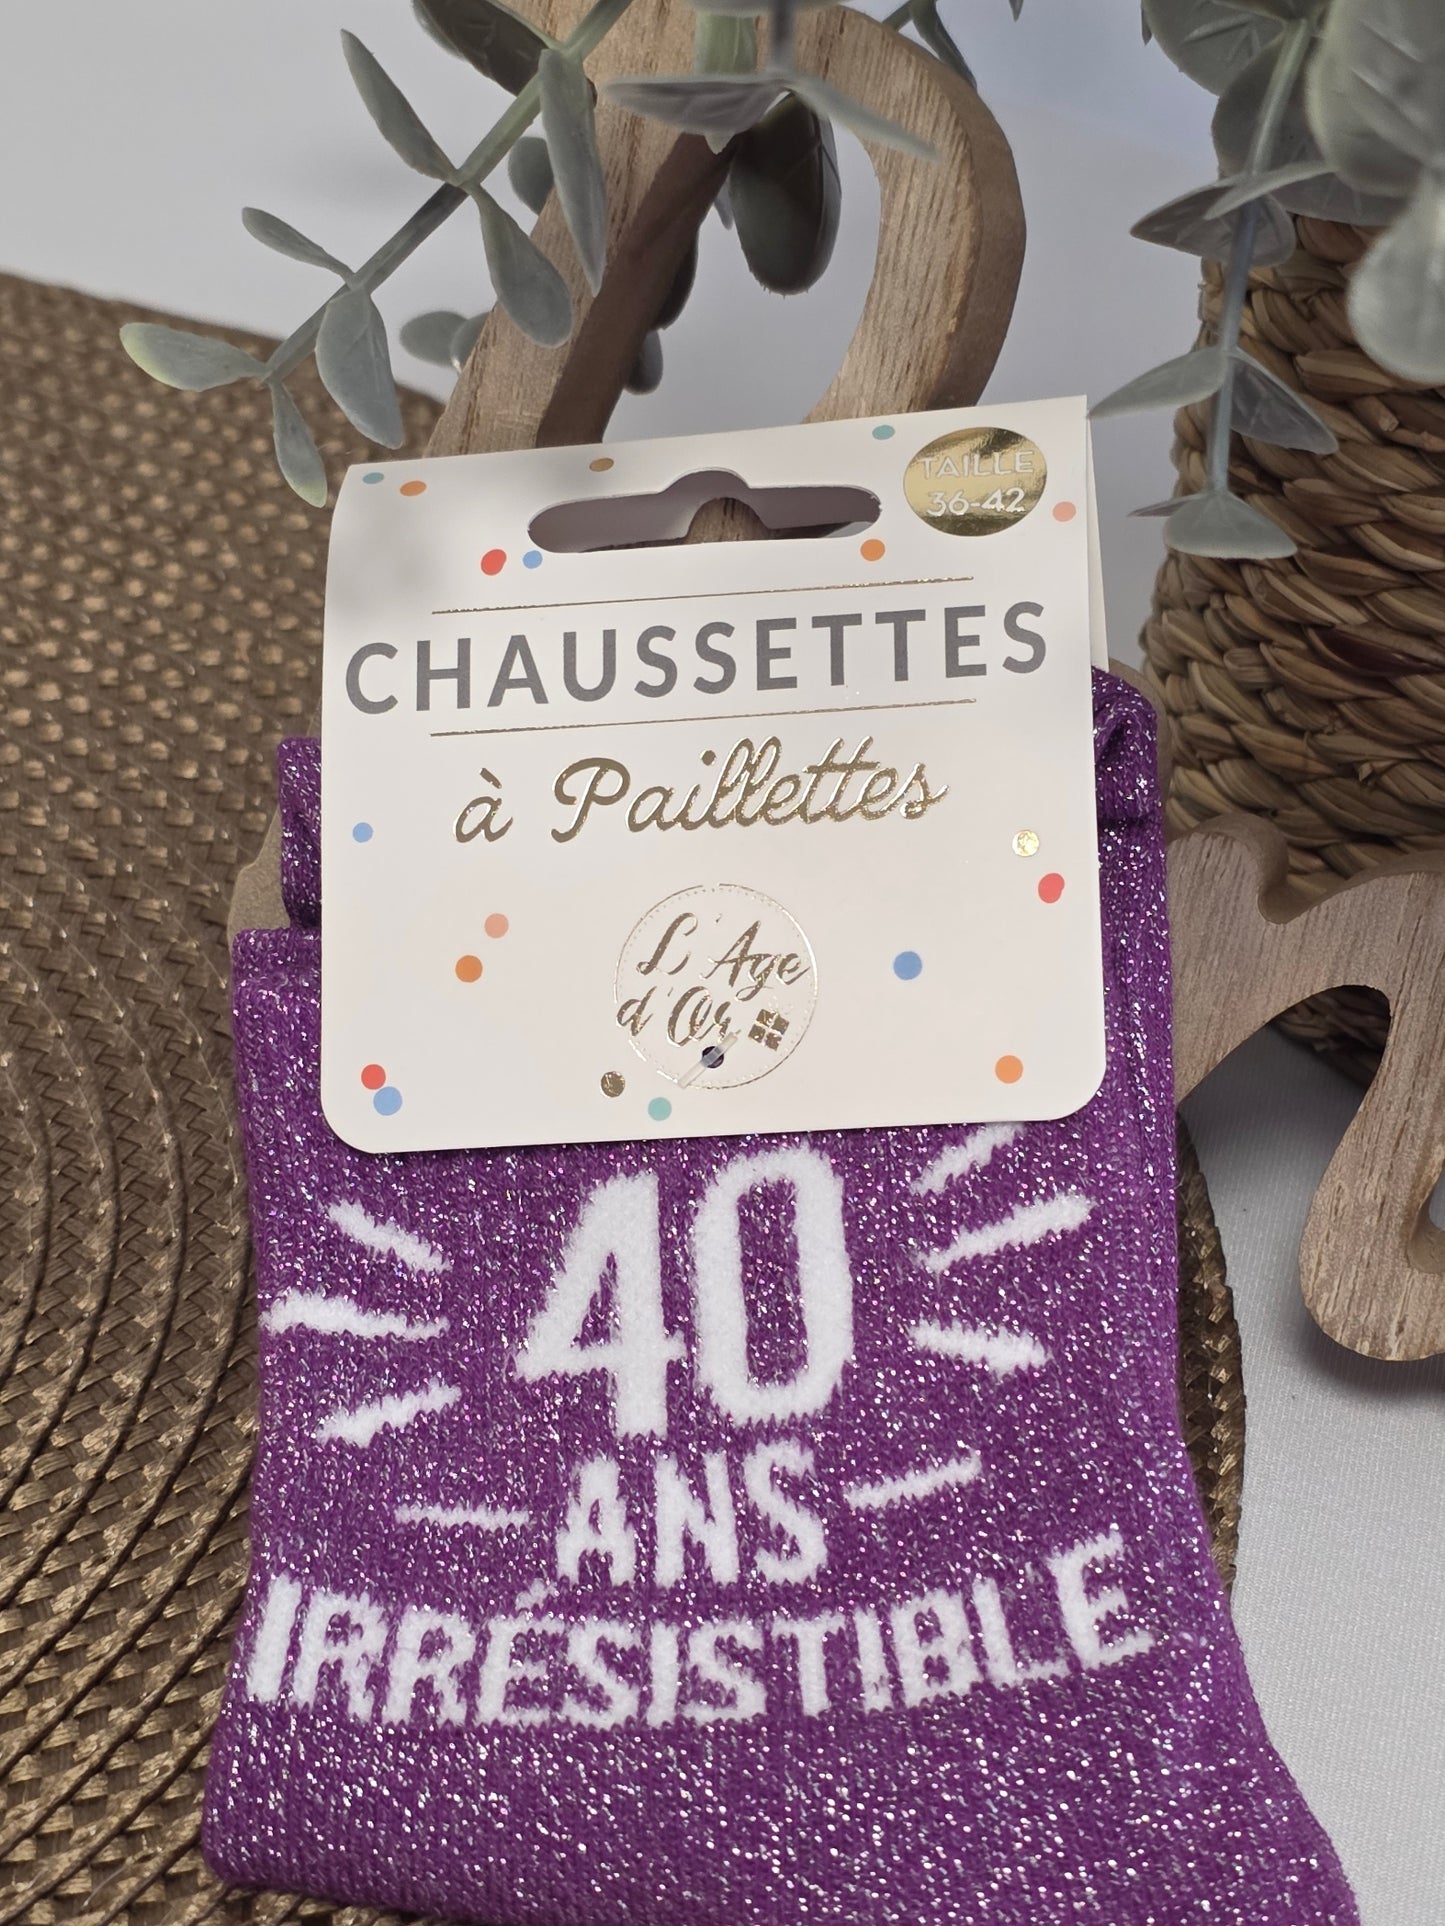 TAILLE
36-42
CHAUSSETTES
à Paillettes
L'Age
d'Or
40
ANS
IRRÉSISTIBLE